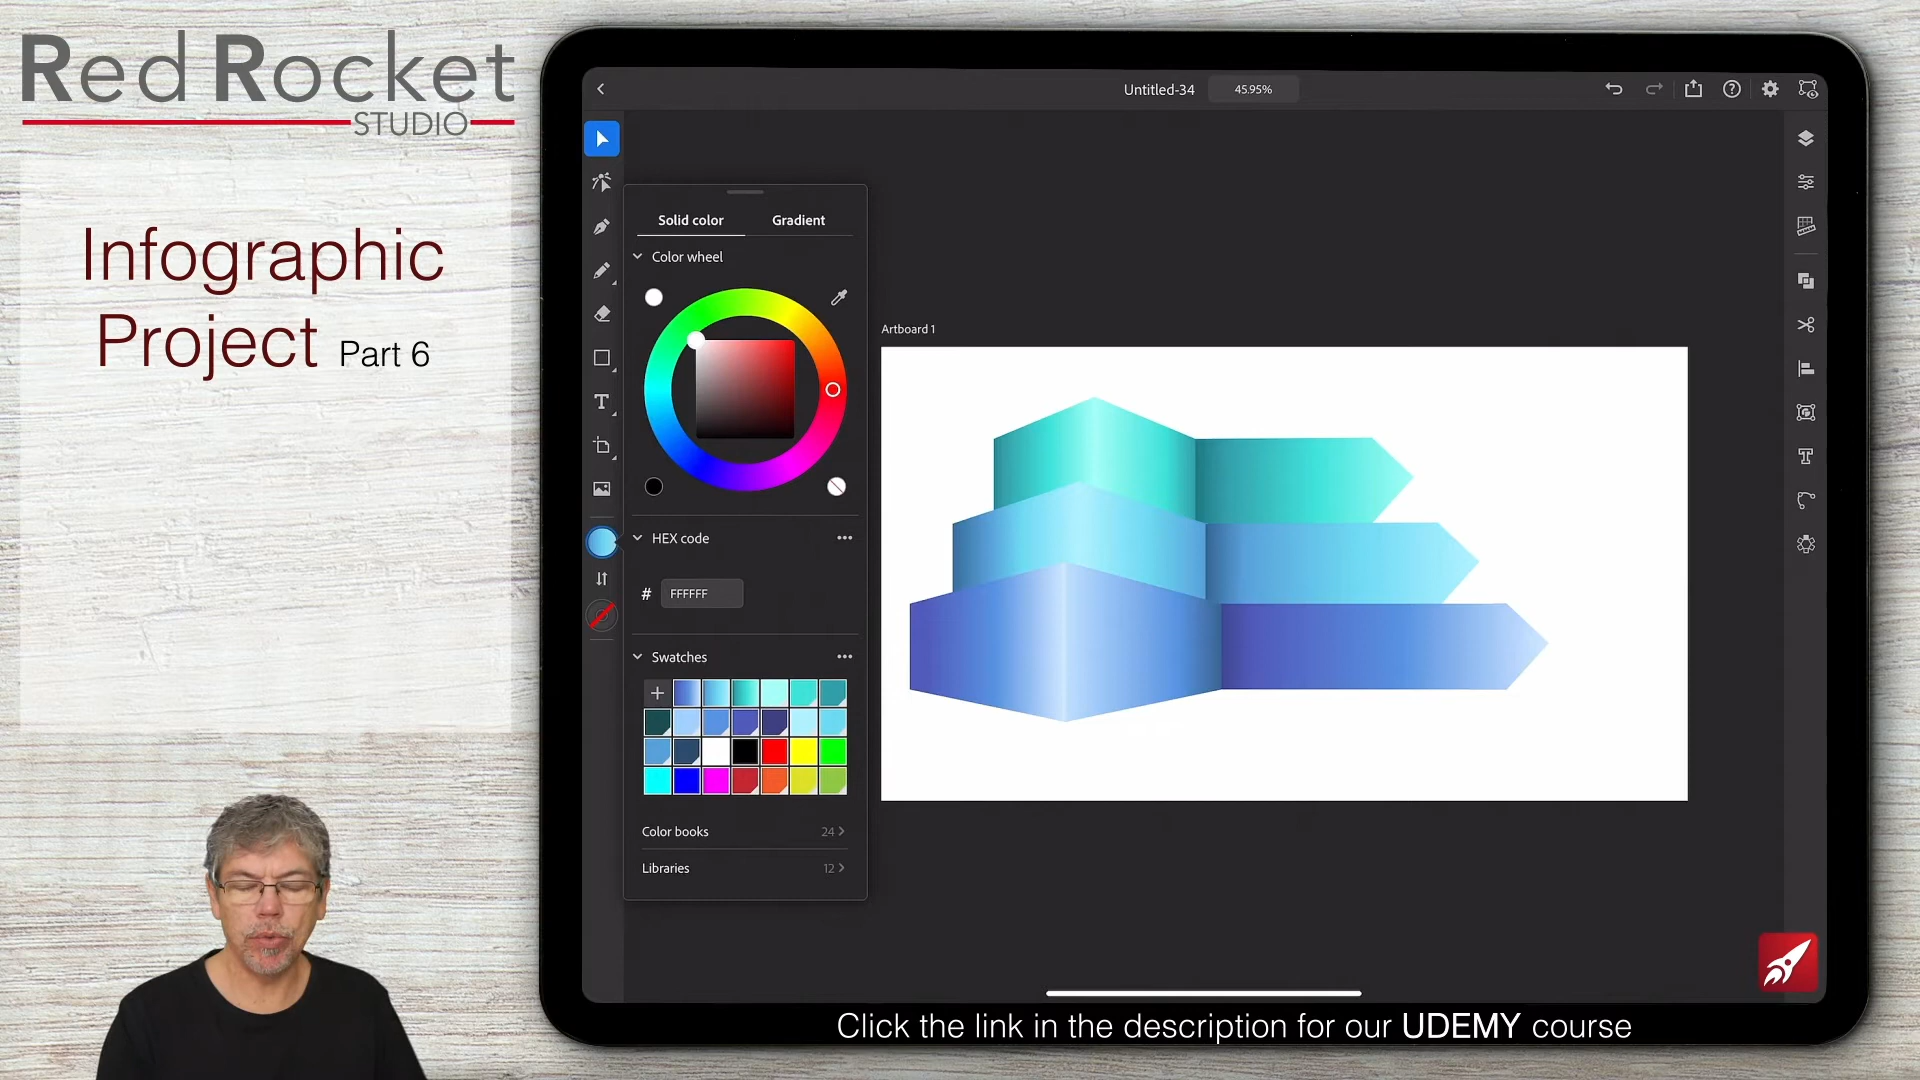 Red Rocket
STUDIO
Infographic
Project Part 6
Untitled-34
45.95%
Solid color
Gradient
Color wheel
HEX code
# FFFFFF
Swatches
Color books
24
Libraries
12
Artboard 1
Click the link in the description for our UDEMY course